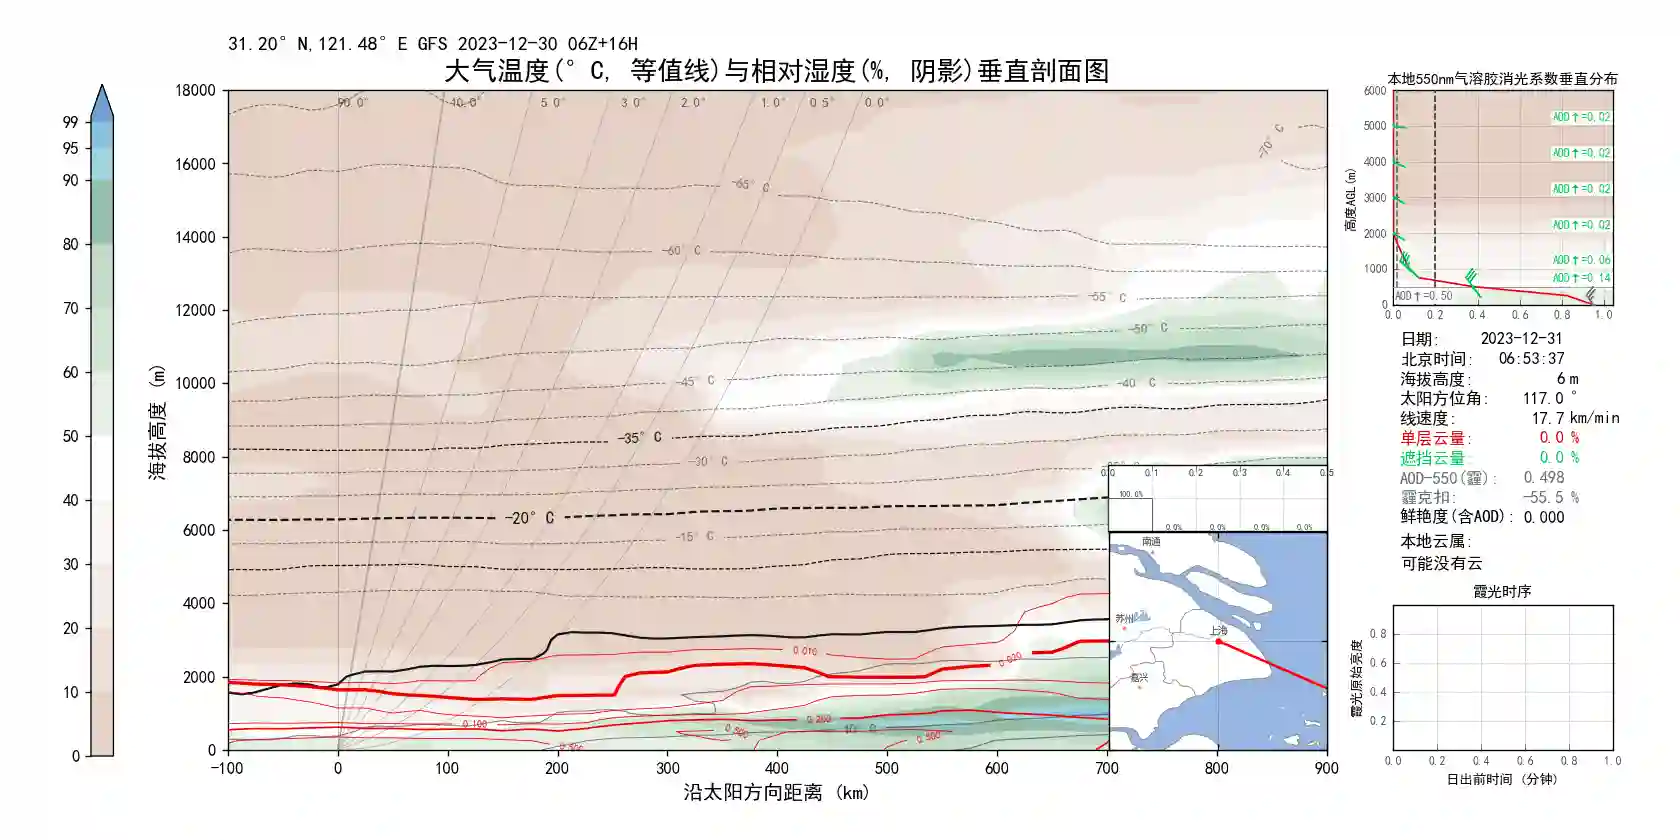 31.20° N,121.48° E GFS 2023-12-30 06Z+16H
大气温度(° C, 等值线)与相对湿度(%, 阴影)垂直剖面图
99
95
90
80
70
60
50
40
30
20
10
0
海拔高度 (m)
18000
16000
14000
12000
10000
8000
6000
4000
2000
0
90.0° 40.0° 5.0° 3.0° 2.0° 1.0° 0.5° 0.0°
-70° C
-65° C
-60° C
-55° C
-50° C
-45° C
-40° C
-35° C
-30° C
-20° C
-15° C
0.010
0.020
0.100
0.200
0.500
0.500
0.500
10° C
-100 0 100 200 300 400 500 600 700 800 900
沿太阳方向距离 (km)
0.0 0.1 0.2 0.3 0.4 0.5
100.0%
0.0% 0.0% 0.0% 0.0%
南通
苏州
上海
嘉兴
本地550nm气溶胶消光系数垂直分布
高度AGL(m)
6000
5000
4000
3000
2000
1000
0
AOD↑=0.02
AOD↑=0.02
AOD↑=0.02
AOD↑=0.02
AOD↑=0.06
AOD↑=0.14
AOD↑=0.50
0.0 0.2 0.4 0.6 0.8 1.0
日期: 2023-12-31
北京时间: 06:53:37
海拔高度: 6 m
太阳方位角: 117.0 °
线速度: 17.7 km/min
单层云量: 0.0 %
遮挡云量: 0.0 %
AOD-550(霾): 0.498
霾克扣: -55.5 %
鲜艳度(含AOD): 0.000
本地云属:
可能没有云
霞光时序
霞光原始亮度
0.8
0.6
0.4
0.2
0.0 0.2 0.4 0.6 0.8 1.0
日出前时间 (分钟)